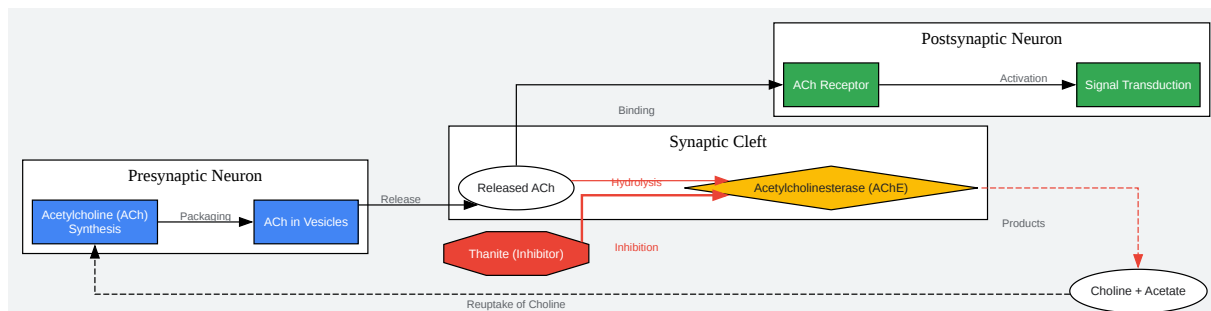 Postsynaptic Neuron
ACh Receptor
Activation
Signal Transduction
Binding
Synaptic Cleft
Presynaptic Neuron
Released ACh
Hydrolysis
Acetylcholinesterase (AChE)
Acetylcholine (ACh)
Synthesis
Packaging
ACh in Vesicles
Release
Products
Thanite (Inhibitor)
Inhibition
Choline + Acetate
Reuptake of Choline